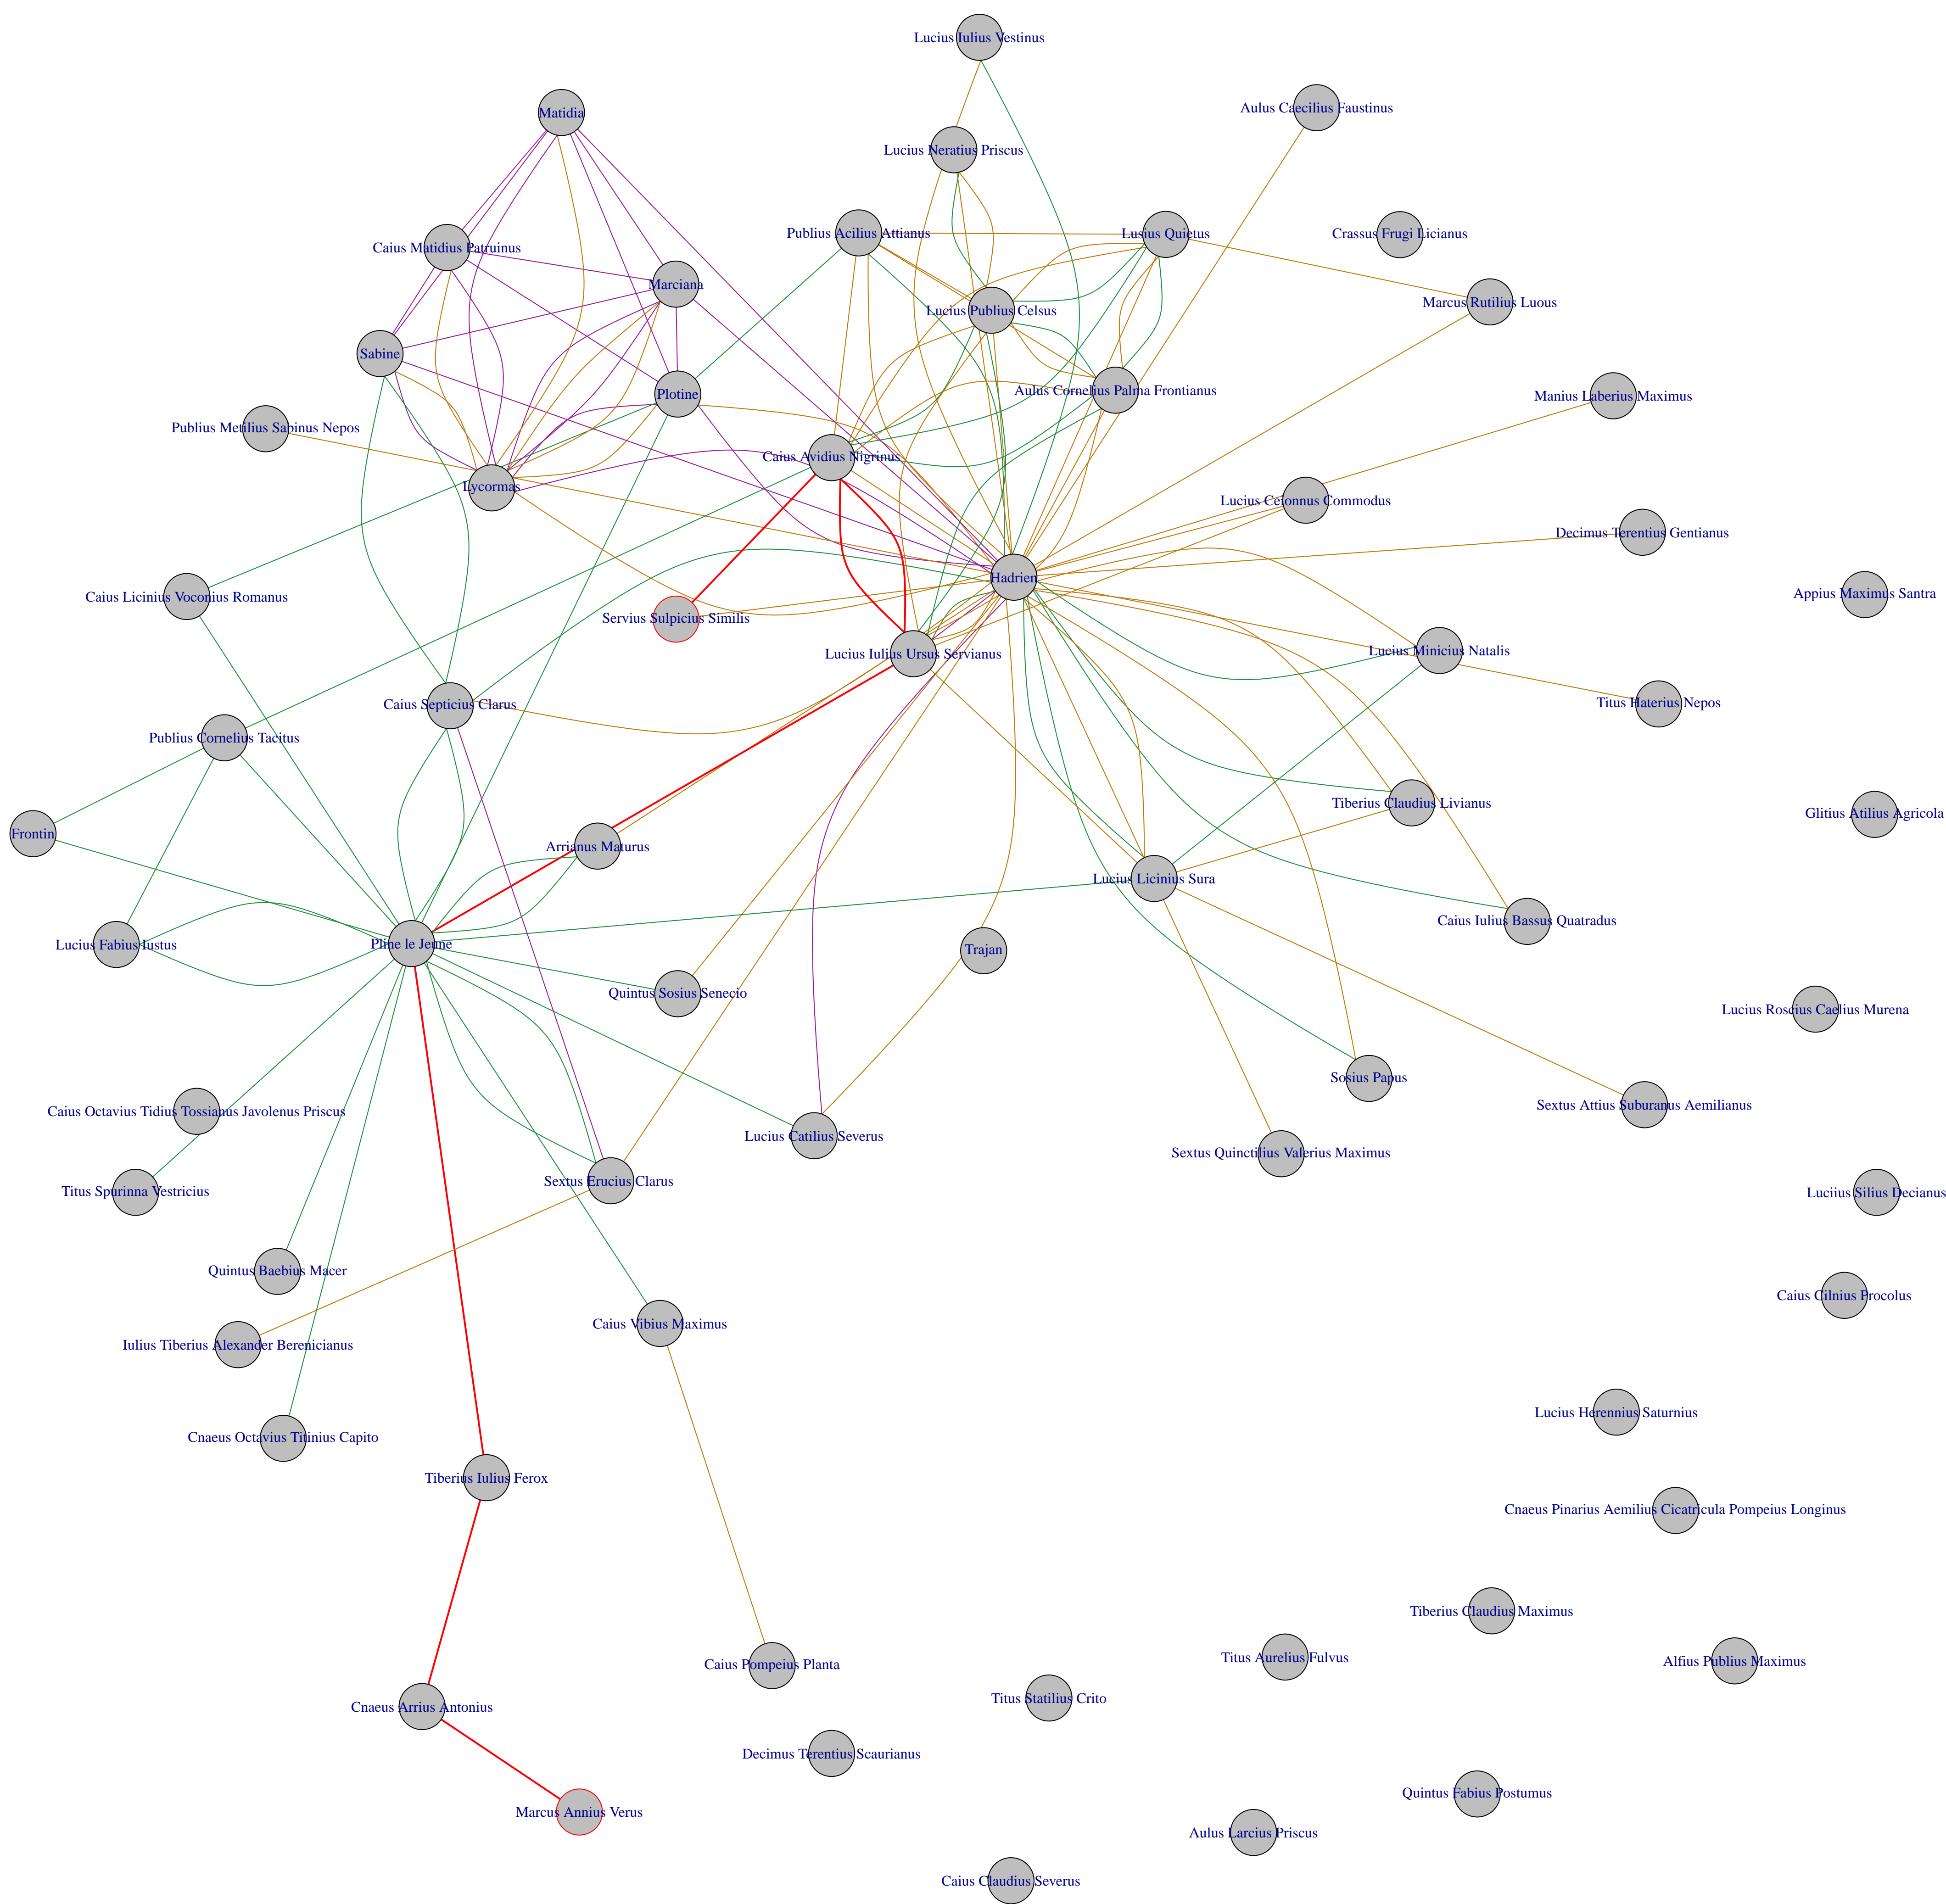 Lucius Iulius Vestinus
Aulus Caecilius Faustinus
Matidia
Lucius Neratius Priscus
Publius Acilius Attianus
Lusius Quietus
Crassus Frugi Licianus
Caius Matidius Patruinus
Marciana
Marcus Rutilius Luous
Lucius Publius Celsus
Sabine
Plotine
Aulus Cornelius Palma Frontianus
Manius Laberius Maximus
Publius Metilius Sabinus Nepos
Caius Avidius Nigrinus
Lycormas
Lucius Ceionnus Commodus
Decimus Terentius Gentianus
Hadrien
Caius Licinius Voconius Romanus
Appius Maximus Santra
Servius Sulpicius Similis
Lucius Iulius Ursus Servianus
Lucius Minicius Natalis
Caius Septicius Clarus
Titus Haterius Nepos
Publius Cornelius Tacitus
Tiberius Claudius Livianus
Glitius Atilius Agricola
Frontin
Arrianus Maturus
Lucius Licinius Sura
Caius Iulius Bassus Quatradus
Lucius Fabius Iustus
Pline le Jeune
Trajan
Quintus Sosius Senecio
Lucius Roscius Caelius Murena
Sosius Papus
Caius Octavius Tidius Tossianus Javolenus Priscus
Sextus Attius Suburanus Aemilianus
Lucius Catilius Severus
Sextus Quinctilius Valerius Maximus
Sextus Erucius Clarus
Titus Spurinna Vestricius
Luciius Silius Decianus
Quintus Baebius Macer
Caius Cilnius Procolus
Caius Vibius Maximus
Iulius Tiberius Alexander Berenicianus
Lucius Herennius Saturnius
Cnaeus Octavius Titinius Capito
Tiberius Iulius Ferox
Cnaeus Pinarius Aemilius Cicatricula Pompeius Longinus
Tiberius Claudius Maximus
Titus Aurelius Fulvus
Alfius Publius Maximus
Caius Pompeius Planta
Titus Statilius Crito
Cnaeus Arrius Antonius
Decimus Terentius Scaurianus
Quintus Fabius Postumus
Marcus Annius Verus
Aulus Larcius Priscus
Caius Claudius Severus